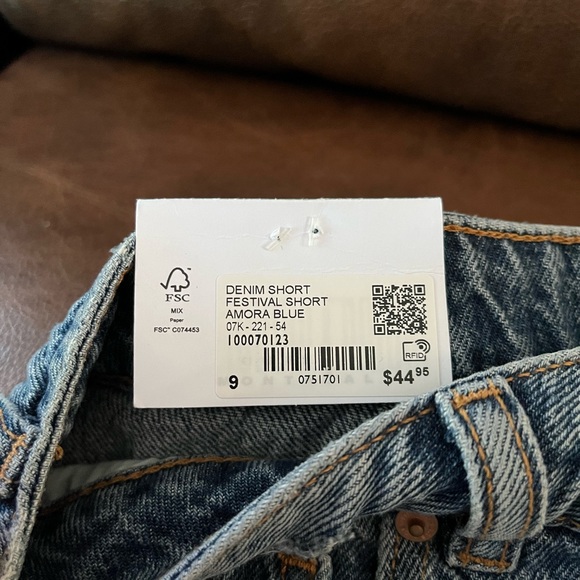 FSC
MIX
Paper
FSC® C074453
DENIM SHORT
FESTIVAL SHORT
AMORA BLUE
07K - 221 - 54
100070123
RFID
9 0751701 $44.95